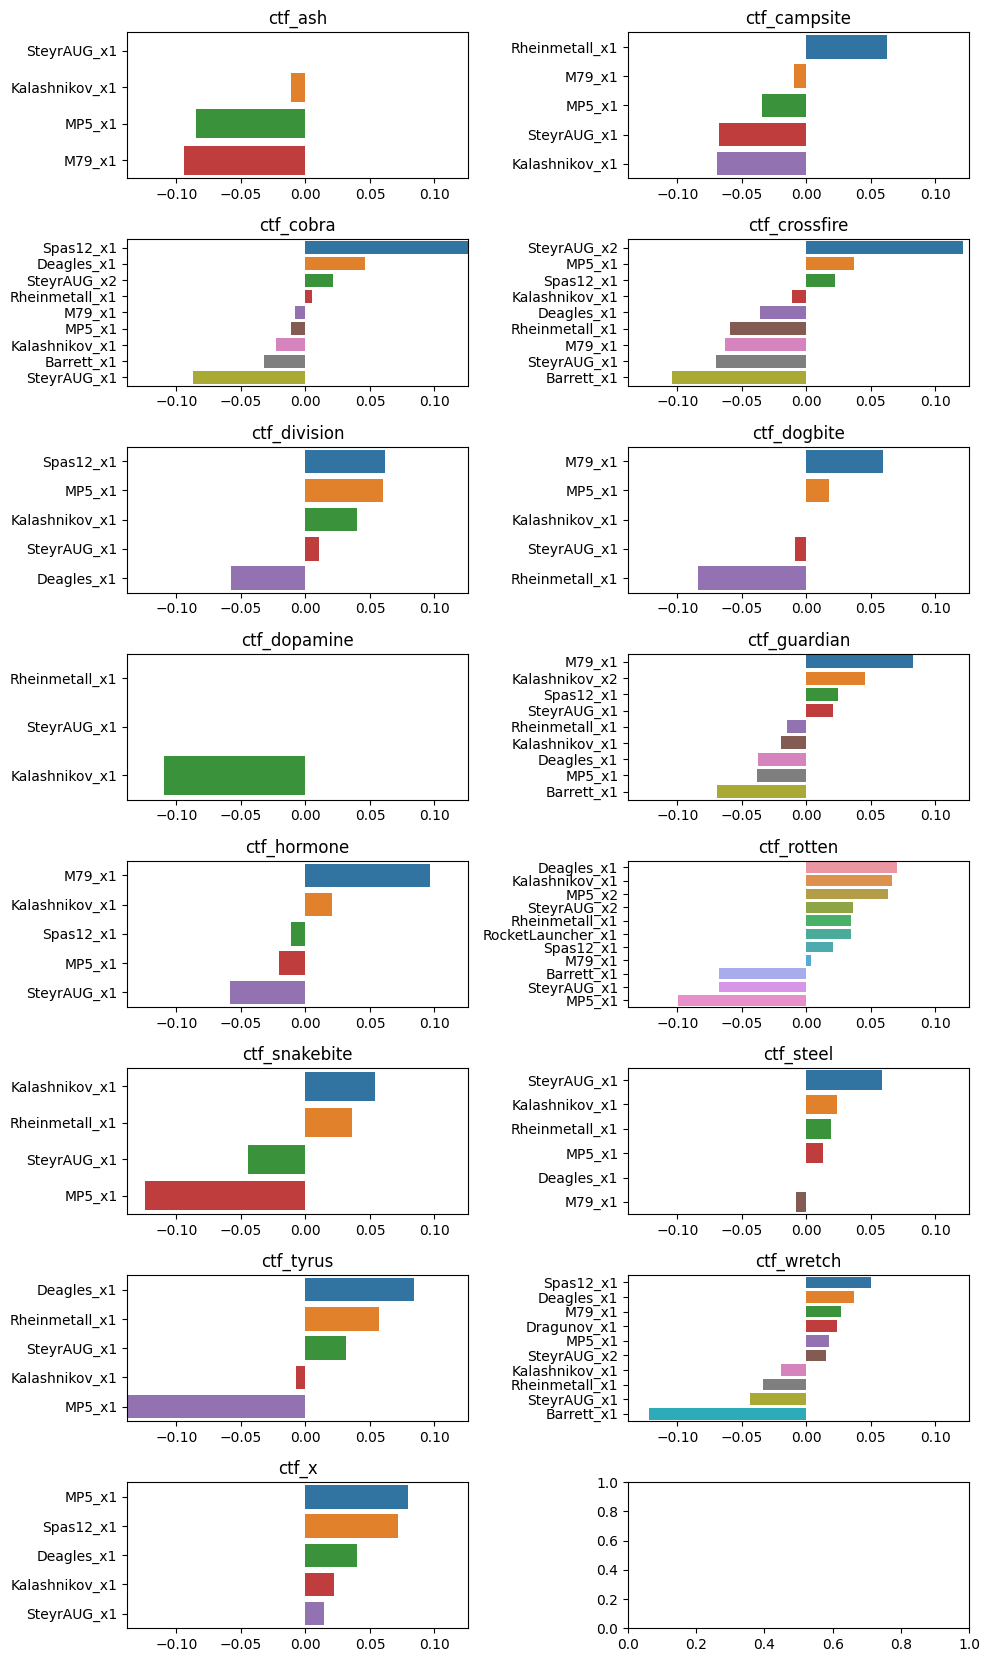 ctf_ash
SteyrAUG_x1
Kalashnikov_x1
MP5_x1
M79_x1
−0.10 −0.05 0.00 0.05 0.10
ctf_campsite
Rheinmetall_x1
M79_x1
MP5_x1
SteyrAUG_x1
Kalashnikov_x1
−0.10 −0.05 0.00 0.05 0.10
ctf_cobra
Spas12_x1
Deagles_x1
SteyrAUG_x2
Rheinmetall_x1
M79_x1
MP5_x1
Kalashnikov_x1
Barrett_x1
SteyrAUG_x1
−0.10 −0.05 0.00 0.05 0.10
ctf_crossfire
SteyrAUG_x2
MP5_x1
Spas12_x1
Kalashnikov_x1
Deagles_x1
Rheinmetall_x1
M79_x1
SteyrAUG_x1
Barrett_x1
−0.10 −0.05 0.00 0.05 0.10
ctf_division
Spas12_x1
MP5_x1
Kalashnikov_x1
SteyrAUG_x1
Deagles_x1
−0.10 −0.05 0.00 0.05 0.10
ctf_dogbite
M79_x1
MP5_x1
Kalashnikov_x1
SteyrAUG_x1
Rheinmetall_x1
−0.10 −0.05 0.00 0.05 0.10
ctf_dopamine
Rheinmetall_x1
SteyrAUG_x1
Kalashnikov_x1
−0.10 −0.05 0.00 0.05 0.10
ctf_guardian
M79_x1
Kalashnikov_x2
Spas12_x1
SteyrAUG_x1
Rheinmetall_x1
Kalashnikov_x1
Deagles_x1
MP5_x1
Barrett_x1
−0.10 −0.05 0.00 0.05 0.10
ctf_hormone
M79_x1
Kalashnikov_x1
Spas12_x1
MP5_x1
SteyrAUG_x1
−0.10 −0.05 0.00 0.05 0.10
ctf_rotten
Deagles_x1
Kalashnikov_x1
MP5_x2
SteyrAUG_x2
Rheinmetall_x1
RocketLauncher_x1
Spas12_x1
M79_x1
Barrett_x1
SteyrAUG_x1
MP5_x1
−0.10 −0.05 0.00 0.05 0.10
ctf_snakebite
Kalashnikov_x1
Rheinmetall_x1
SteyrAUG_x1
MP5_x1
−0.10 −0.05 0.00 0.05 0.10
ctf_steel
SteyrAUG_x1
Kalashnikov_x1
Rheinmetall_x1
MP5_x1
Deagles_x1
M79_x1
−0.10 −0.05 0.00 0.05 0.10
ctf_tyrus
Deagles_x1
Rheinmetall_x1
SteyrAUG_x1
Kalashnikov_x1
MP5_x1
−0.10 −0.05 0.00 0.05 0.10
ctf_wretch
Spas12_x1
Deagles_x1
M79_x1
Dragunov_x1
MP5_x1
SteyrAUG_x2
Kalashnikov_x1
Rheinmetall_x1
SteyrAUG_x1
Barrett_x1
−0.10 −0.05 0.00 0.05 0.10
ctf_x
MP5_x1
Spas12_x1
Deagles_x1
Kalashnikov_x1
SteyrAUG_x1
−0.10 −0.05 0.00 0.05 0.10
1.0
0.8
0.6
0.4
0.2
0.0
0.0 0.2 0.4 0.6 0.8 1.0